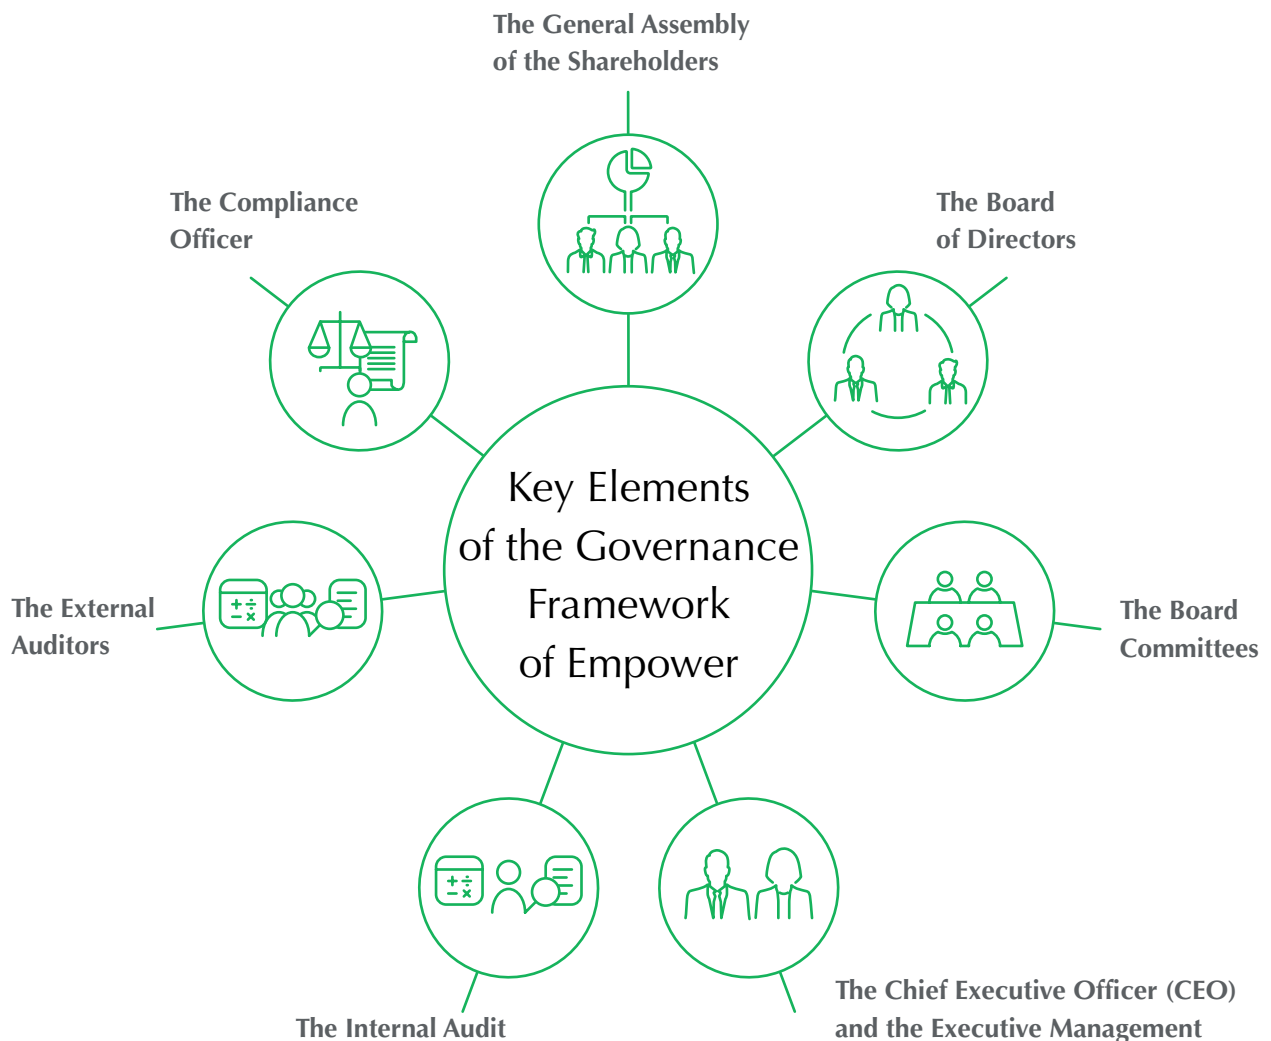 The General Assembly
of the Shareholders
The Compliance
Officer
The Board
of Directors
Key Elements
of the Governance
Framework
of Empower
The External
Auditors
The Board
Committees
The Internal Audit
The Chief Executive Officer (CEO)
and the Executive Management